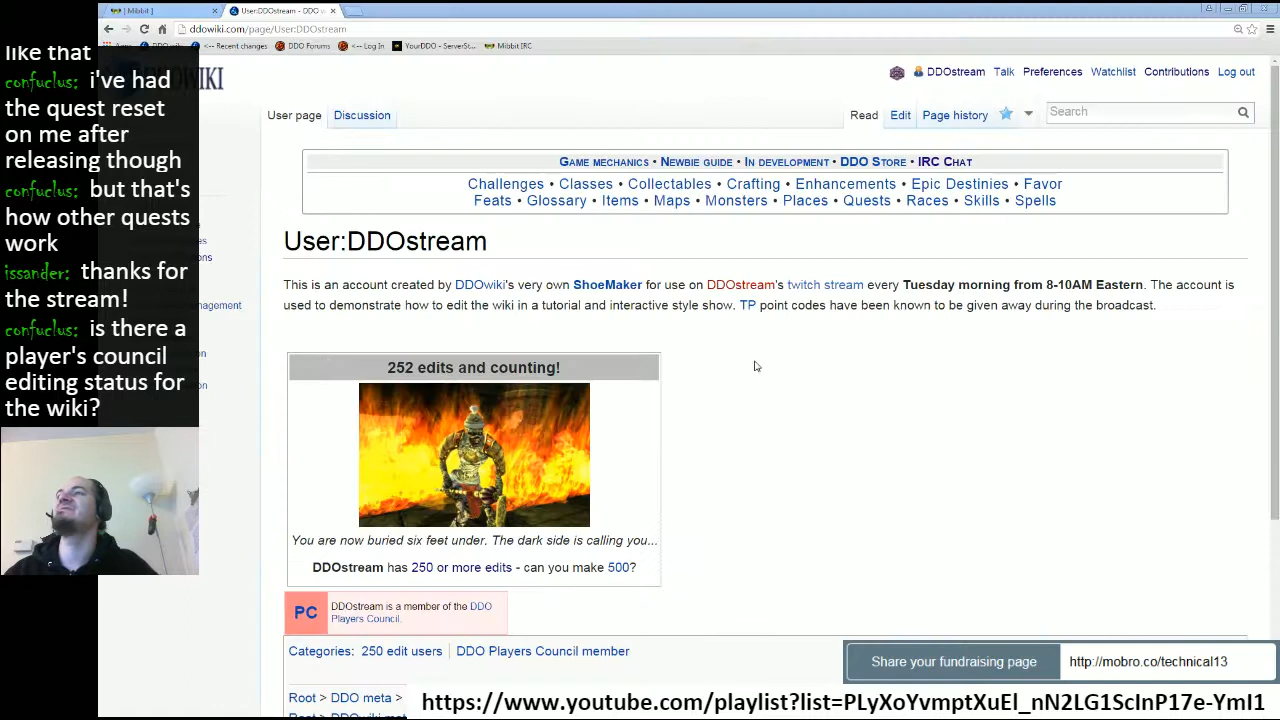 like that
confuclus: i've had
the quest reset
on me after
releasing though
confuclus: but that's
how other quests
work
issander: thanks for
the stream!
confuclus: is there a
player's council
editing status for
the wiki?
[ Mibbit ]
User:DDOstream - DDO w
ddowiki.com/page/User:DDOstream
<-- Recent changes
DDO Forums
<-- Log In
YourDDO - ServerSt...
Mibbit IRC
WIKI
DDOstream Talk Preferences Watchlist Contributions Log out
User page Discussion
Read Edit Page history
Search
GAME MECHANICS • NEWBIE GUIDE • IN DEVELOPMENT • DDO STORE • IRC CHAT
Challenges • Classes • Collectables • Crafting • Enhancements • Epic Destinies • Favor
Feats • Glossary • Items • Maps • Monsters • Places • Quests • Races • Skills • Spells
User:DDOstream
This is an account created by DDOwiki's very own ShoeMaker for use on DDOstream's twitch stream every Tuesday morning from 8-10AM Eastern. The account is
used to demonstrate how to edit the wiki in a tutorial and interactive style show. TP point codes have been known to be given away during the broadcast.
252 edits and counting!
You are now buried six feet under. The dark side is calling you...
DDOstream has 250 or more edits - can you make 500?
PC
DDOstream is a member of the DDO
Players Council.
Categories: 250 edit users | DDO Players Council member
Root > DDO meta >
Share your fundraising page
http://mobro.co/technical13
https://www.youtube.com/playlist?list=PLyXoYvmptXuEl_nN2LG1ScInP17e-YmI1